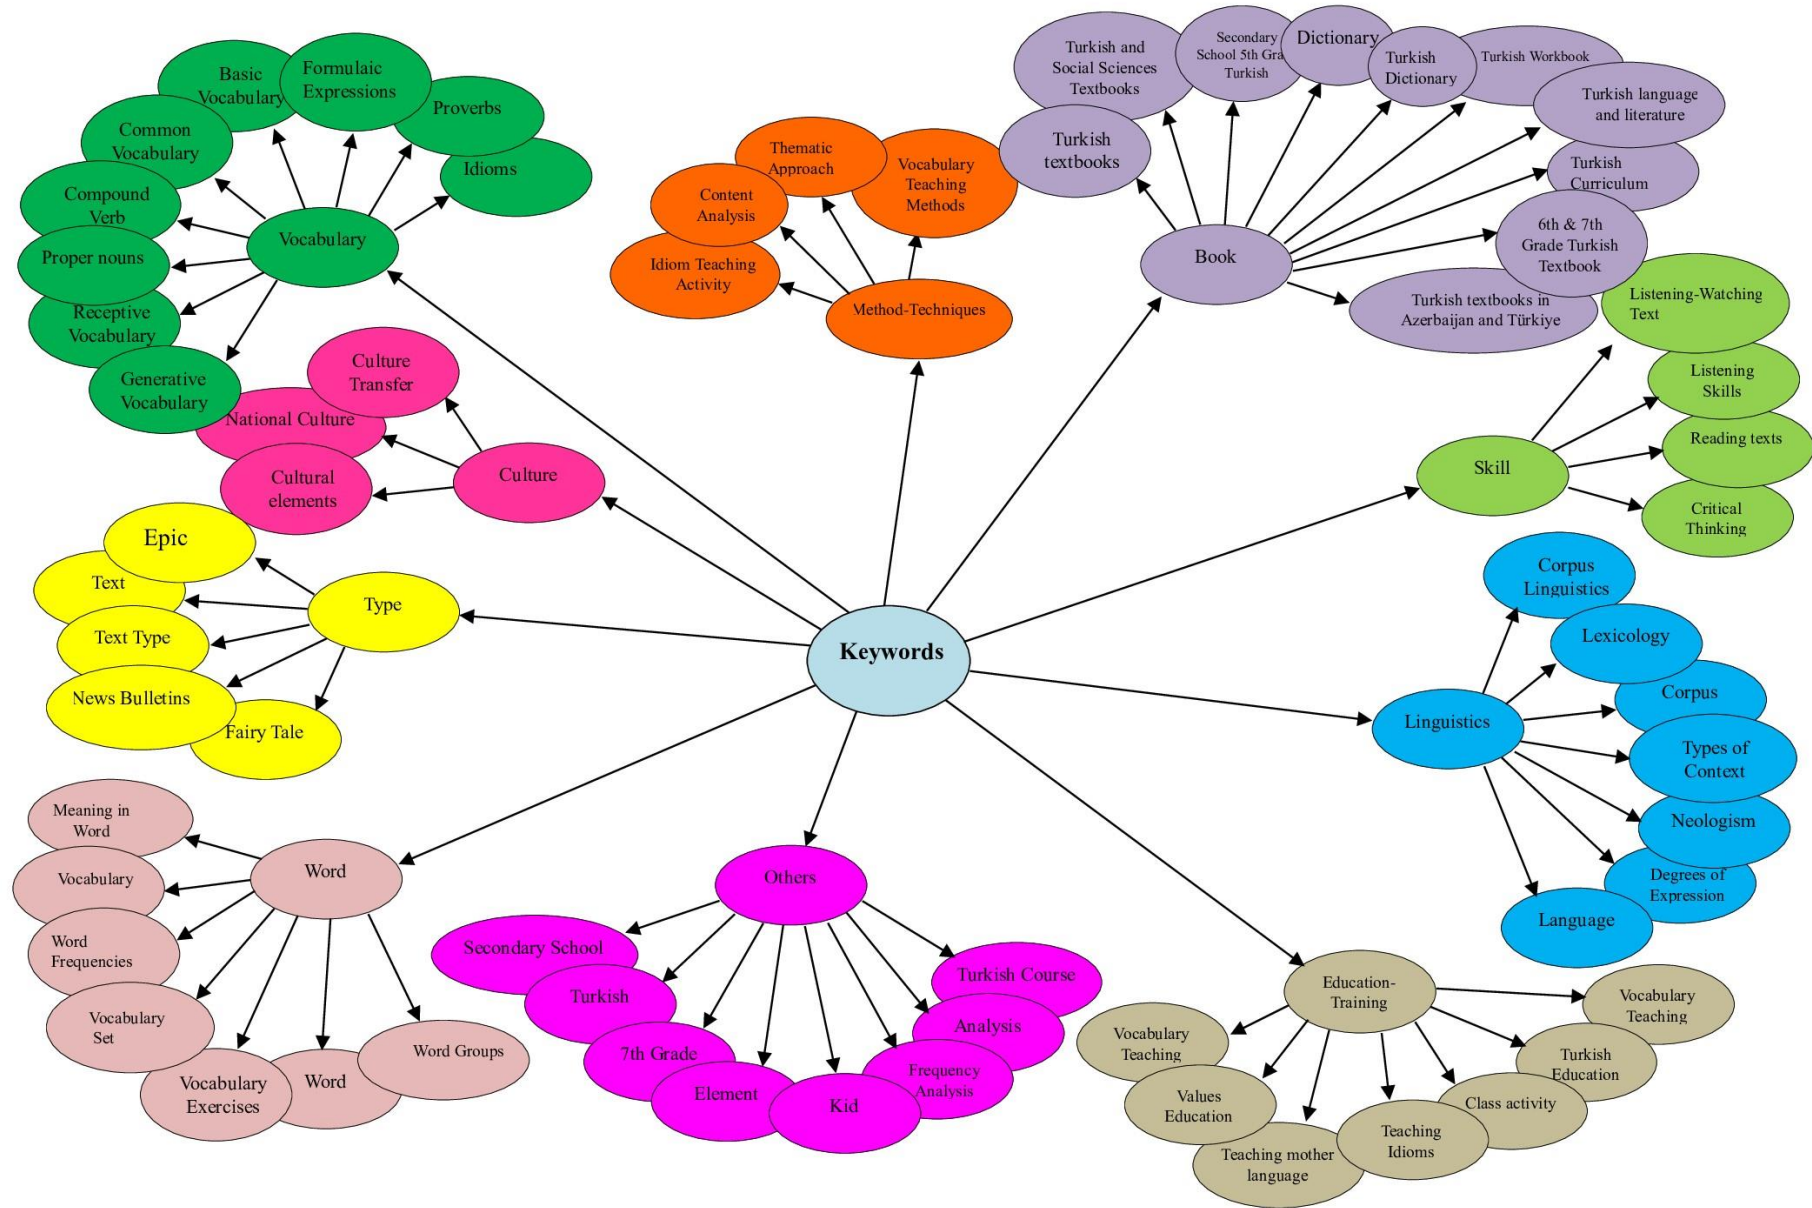 Basic
Vocabulary
Formulaic
Expressions
Proverbs
Idioms
Common
Vocabulary
Compound
Verb
Proper nouns
Receptive
Vocabulary
Generative
Vocabulary
Vocabulary
Culture
Transfer
National Culture
Cultural
elements
Culture
Thematic
Approach
Vocabulary
Teaching
Methods
Content
Analysis
Idiom Teaching
Activity
Method-Techniques
Turkish and
Social Sciences
Textbooks
Secondary
School 5th Gra
Turkish
Dictionary
Turkish
Dictionary
Turkish Workbook
Turkish language
and literature
Turkish
textbooks
Turkish
Curriculum
6th & 7th
Grade Turkish
Textbook
Turkish textbooks in
Azerbaijan and Türkiye
Book
Listening-Watching
Text
Listening
Skills
Reading texts
Critical
Thinking
Skill
Epic
Text
Text Type
News Bulletins
Fairy Tale
Type
Keywords
Corpus
Linguistics
Lexicology
Corpus
Types of
Context
Neologism
Degrees of
Expression
Language
Linguistics
Meaning in
Word
Vocabulary
Word
Frequencies
Vocabulary
Set
Vocabulary
Exercises
Word
Word Groups
Word
Others
Secondary School
Turkish
7th Grade
Element
Kid
Frequency
Analysis
Analysis
Turkish Course
Education-
Training
Vocabulary
Teaching
Values
Education
Teaching mother
language
Teaching
Idioms
Class activity
Turkish
Education
Vocabulary
Teaching